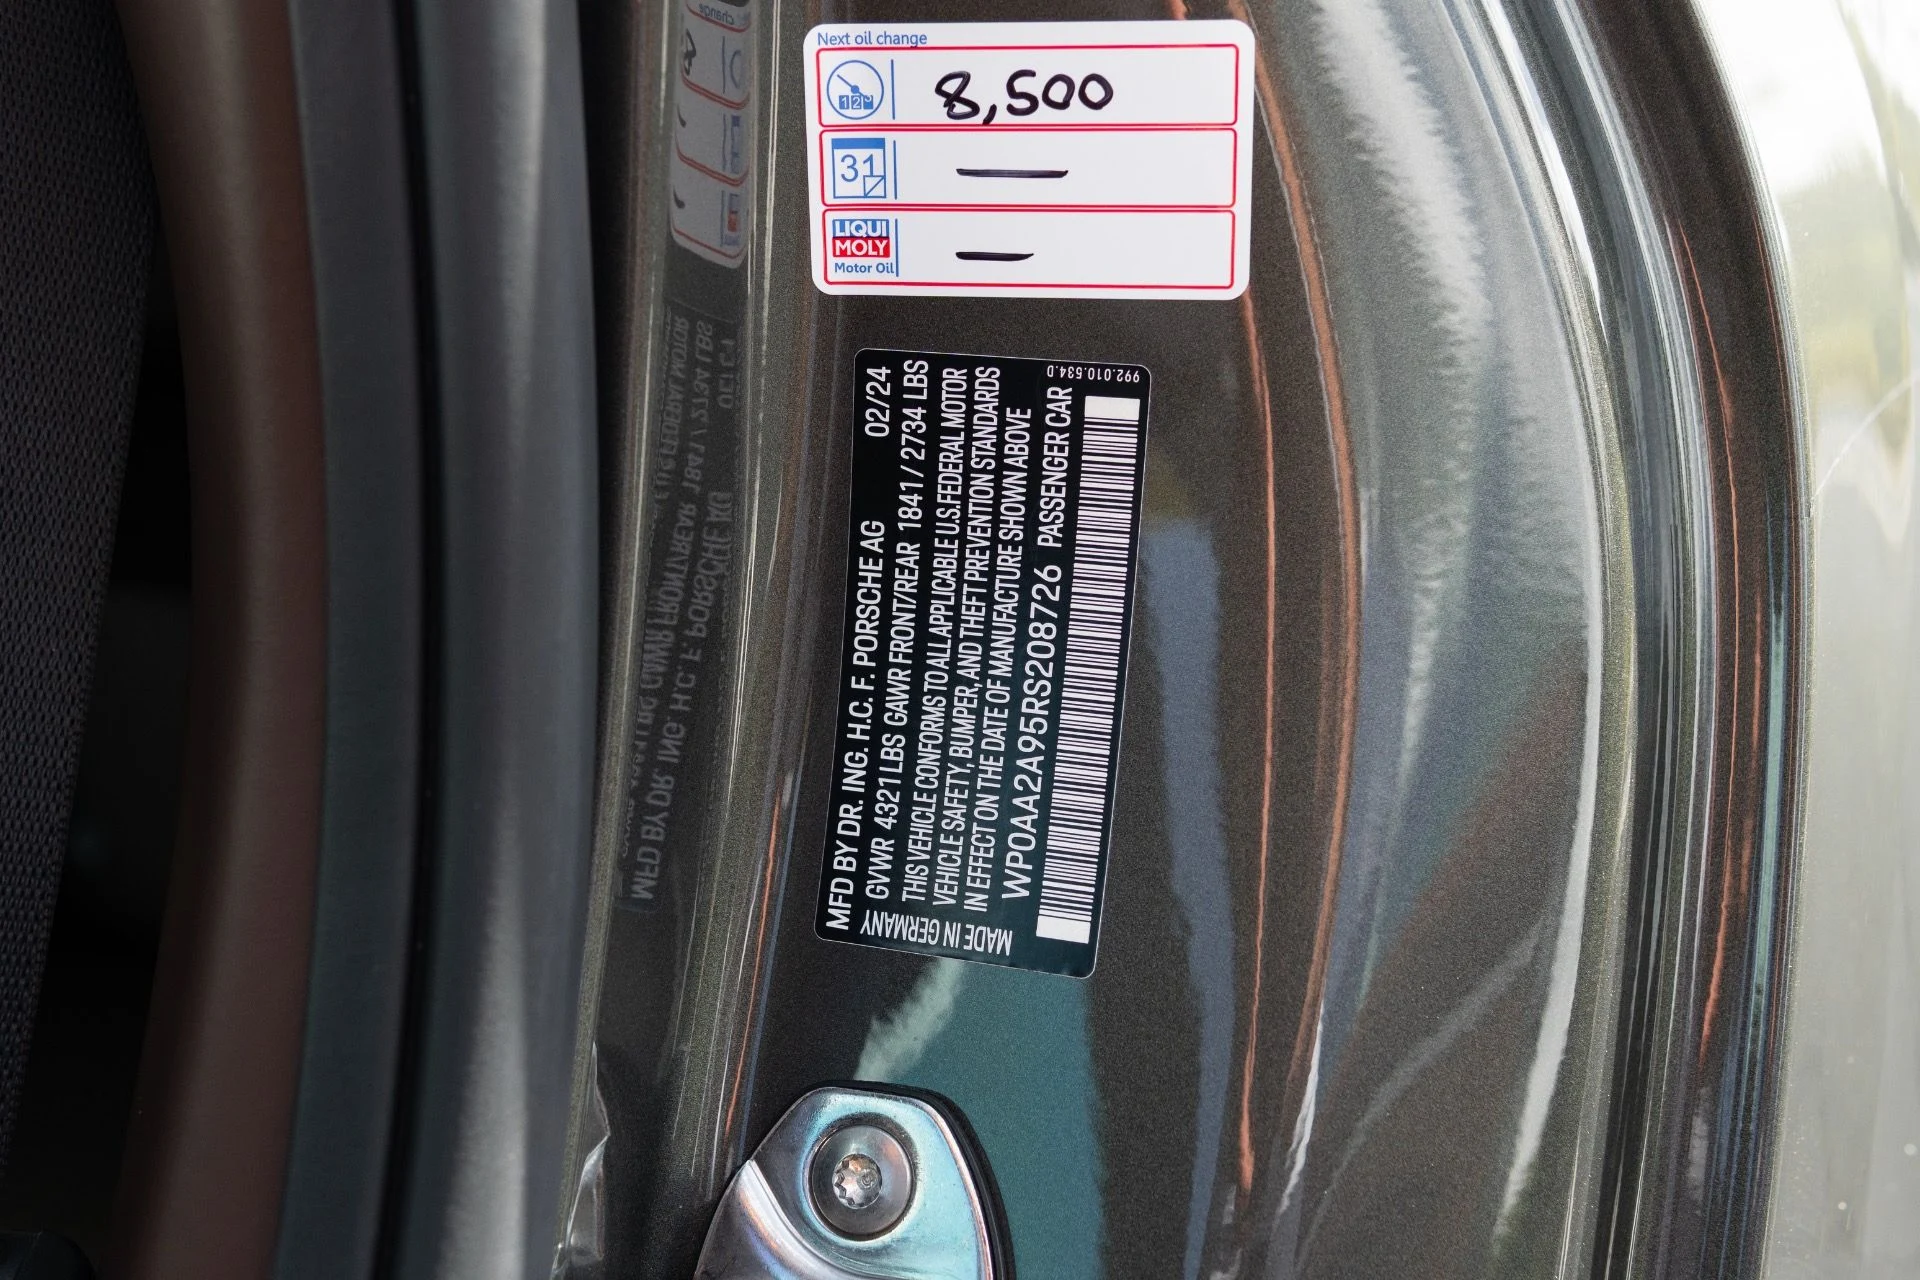 Next oil change
123
8,500
31
—
LIQUI
MOLY
Motor Oil
—
MFD BY DR. ING. H.C. F. PORSCHE AG 02/24
GVWR 4321 LBS GAWR FRONT/REAR 1841 / 2734 LBS
THIS VEHICLE CONFORMS TO ALL APPLICABLE U.S. FEDERAL MOTOR
VEHICLE SAFETY, BUMPER, AND THEFT PREVENTION STANDARDS
IN EFFECT ON THE DATE OF MANUFACTURE SHOWN ABOVE
WP0AA2A95RS208726 PASSENGER CAR
MADE IN GERMANY
992.010.534.D